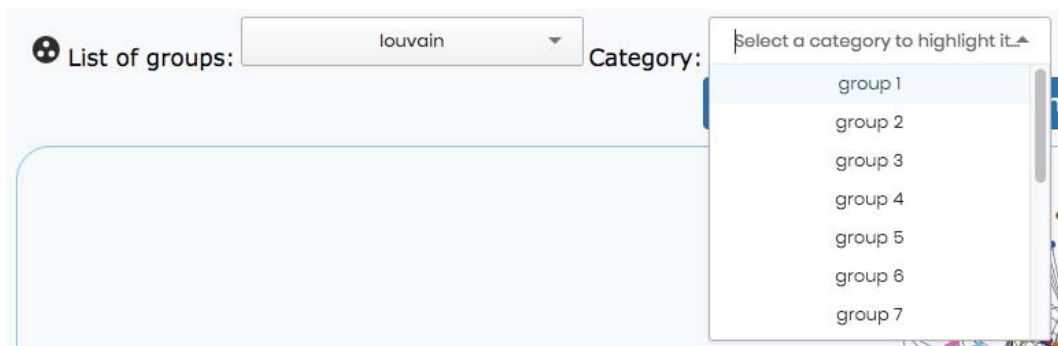 List of groups: louvain Category: Select a category to highlight it...
group 1
group 2
group 3
group 4
group 5
group 6
group 7